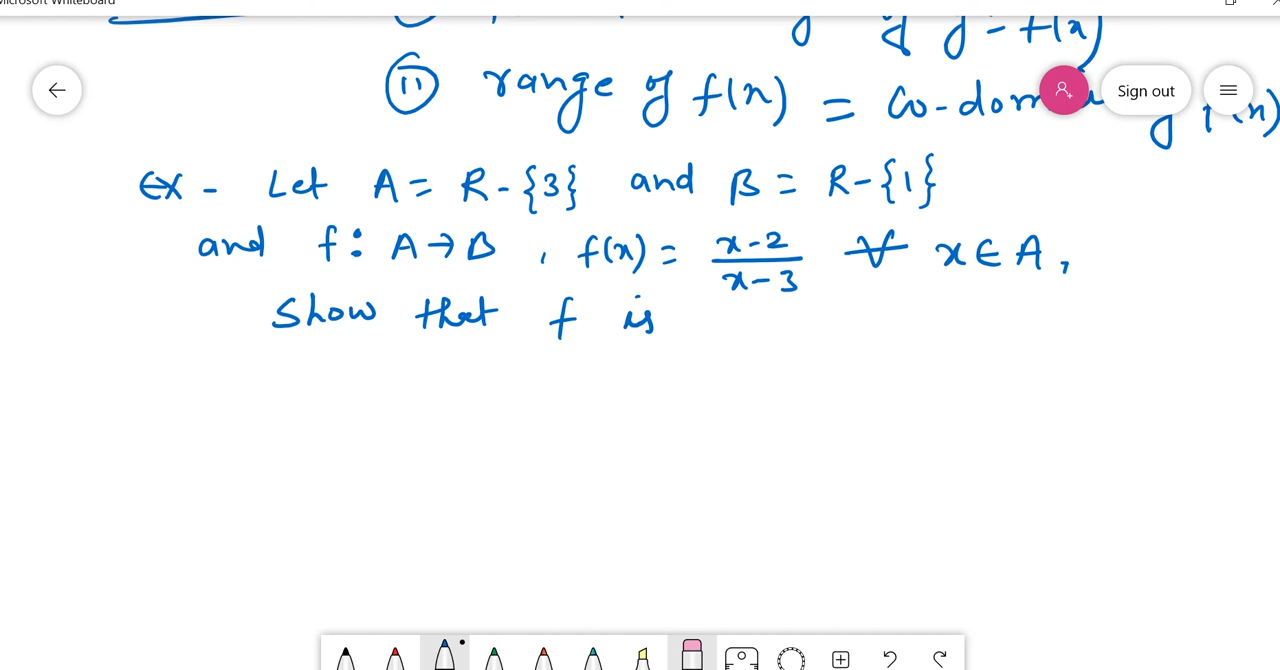 Microsoft Whiteboard
y = f(x)
(ii) range of f(x) = co-dom
Sign out
Ex - Let A = R - {3} and B = R - {1}
and f : A → B , f(x) = x-2 / x-3 ∀ x ∈ A ,
Show that f is